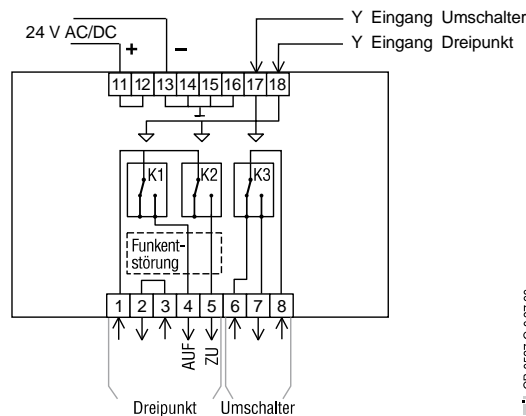 24 V AC/DC
+ −
Y Eingang Umschalter
Y Eingang Dreipunkt
11 12 13 14 15 16 17 18
K1 K2 K3
Funkent-
störung
1 2 3 4 5 6 7 8
AUF
ZU
Dreipunkt Umschalter